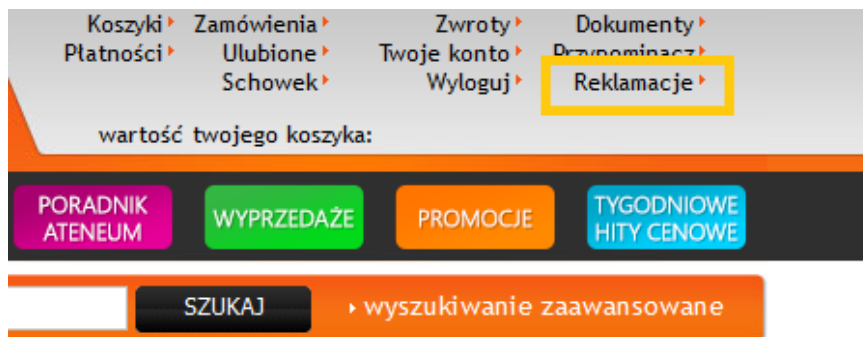 Koszyki Zamówienia Zwroty Dokumenty
Płatności Ulubione Twoje konto Przypominacz
Schowek Wyloguj Reklamacje
wartość twojego koszyka:
PORADNIK ATENEUM
WYPRZEDAŻE
PROMOCJE
TYGODNIOWE HITY CENOWE
SZUKAJ wyszukiwanie zaawansowane